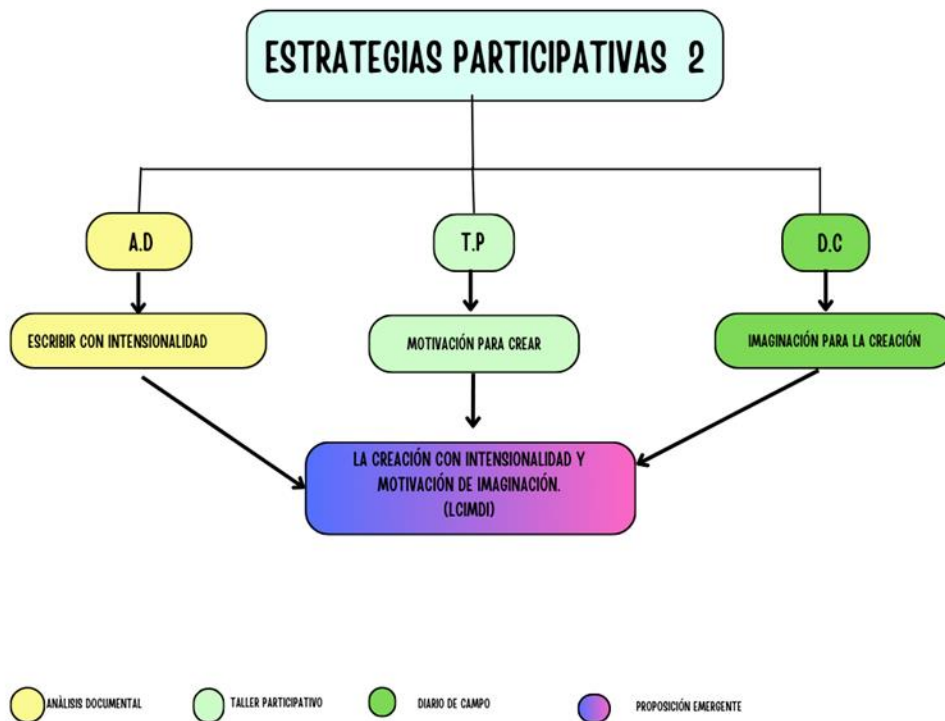 ESTRATEGIAS PARTICIPATIVAS 2
A.D
T.P
D.C
ESCRIBIR CON INTENSIONALIDAD
MOTIVACIÓN PARA CREAR
IMAGINACIÓN PARA LA CREACIÓN
LA CREACIÓN CON INTENSIONALIDAD Y
MOTIVACIÓN DE IMAGINACIÓN.
(LCIMDI)
ANÀLISIS DOCUMENTAL
TALLER PARTICIPATIVO
DIARIO DE CAMPO
PROPOSICIÓN EMERGENTE